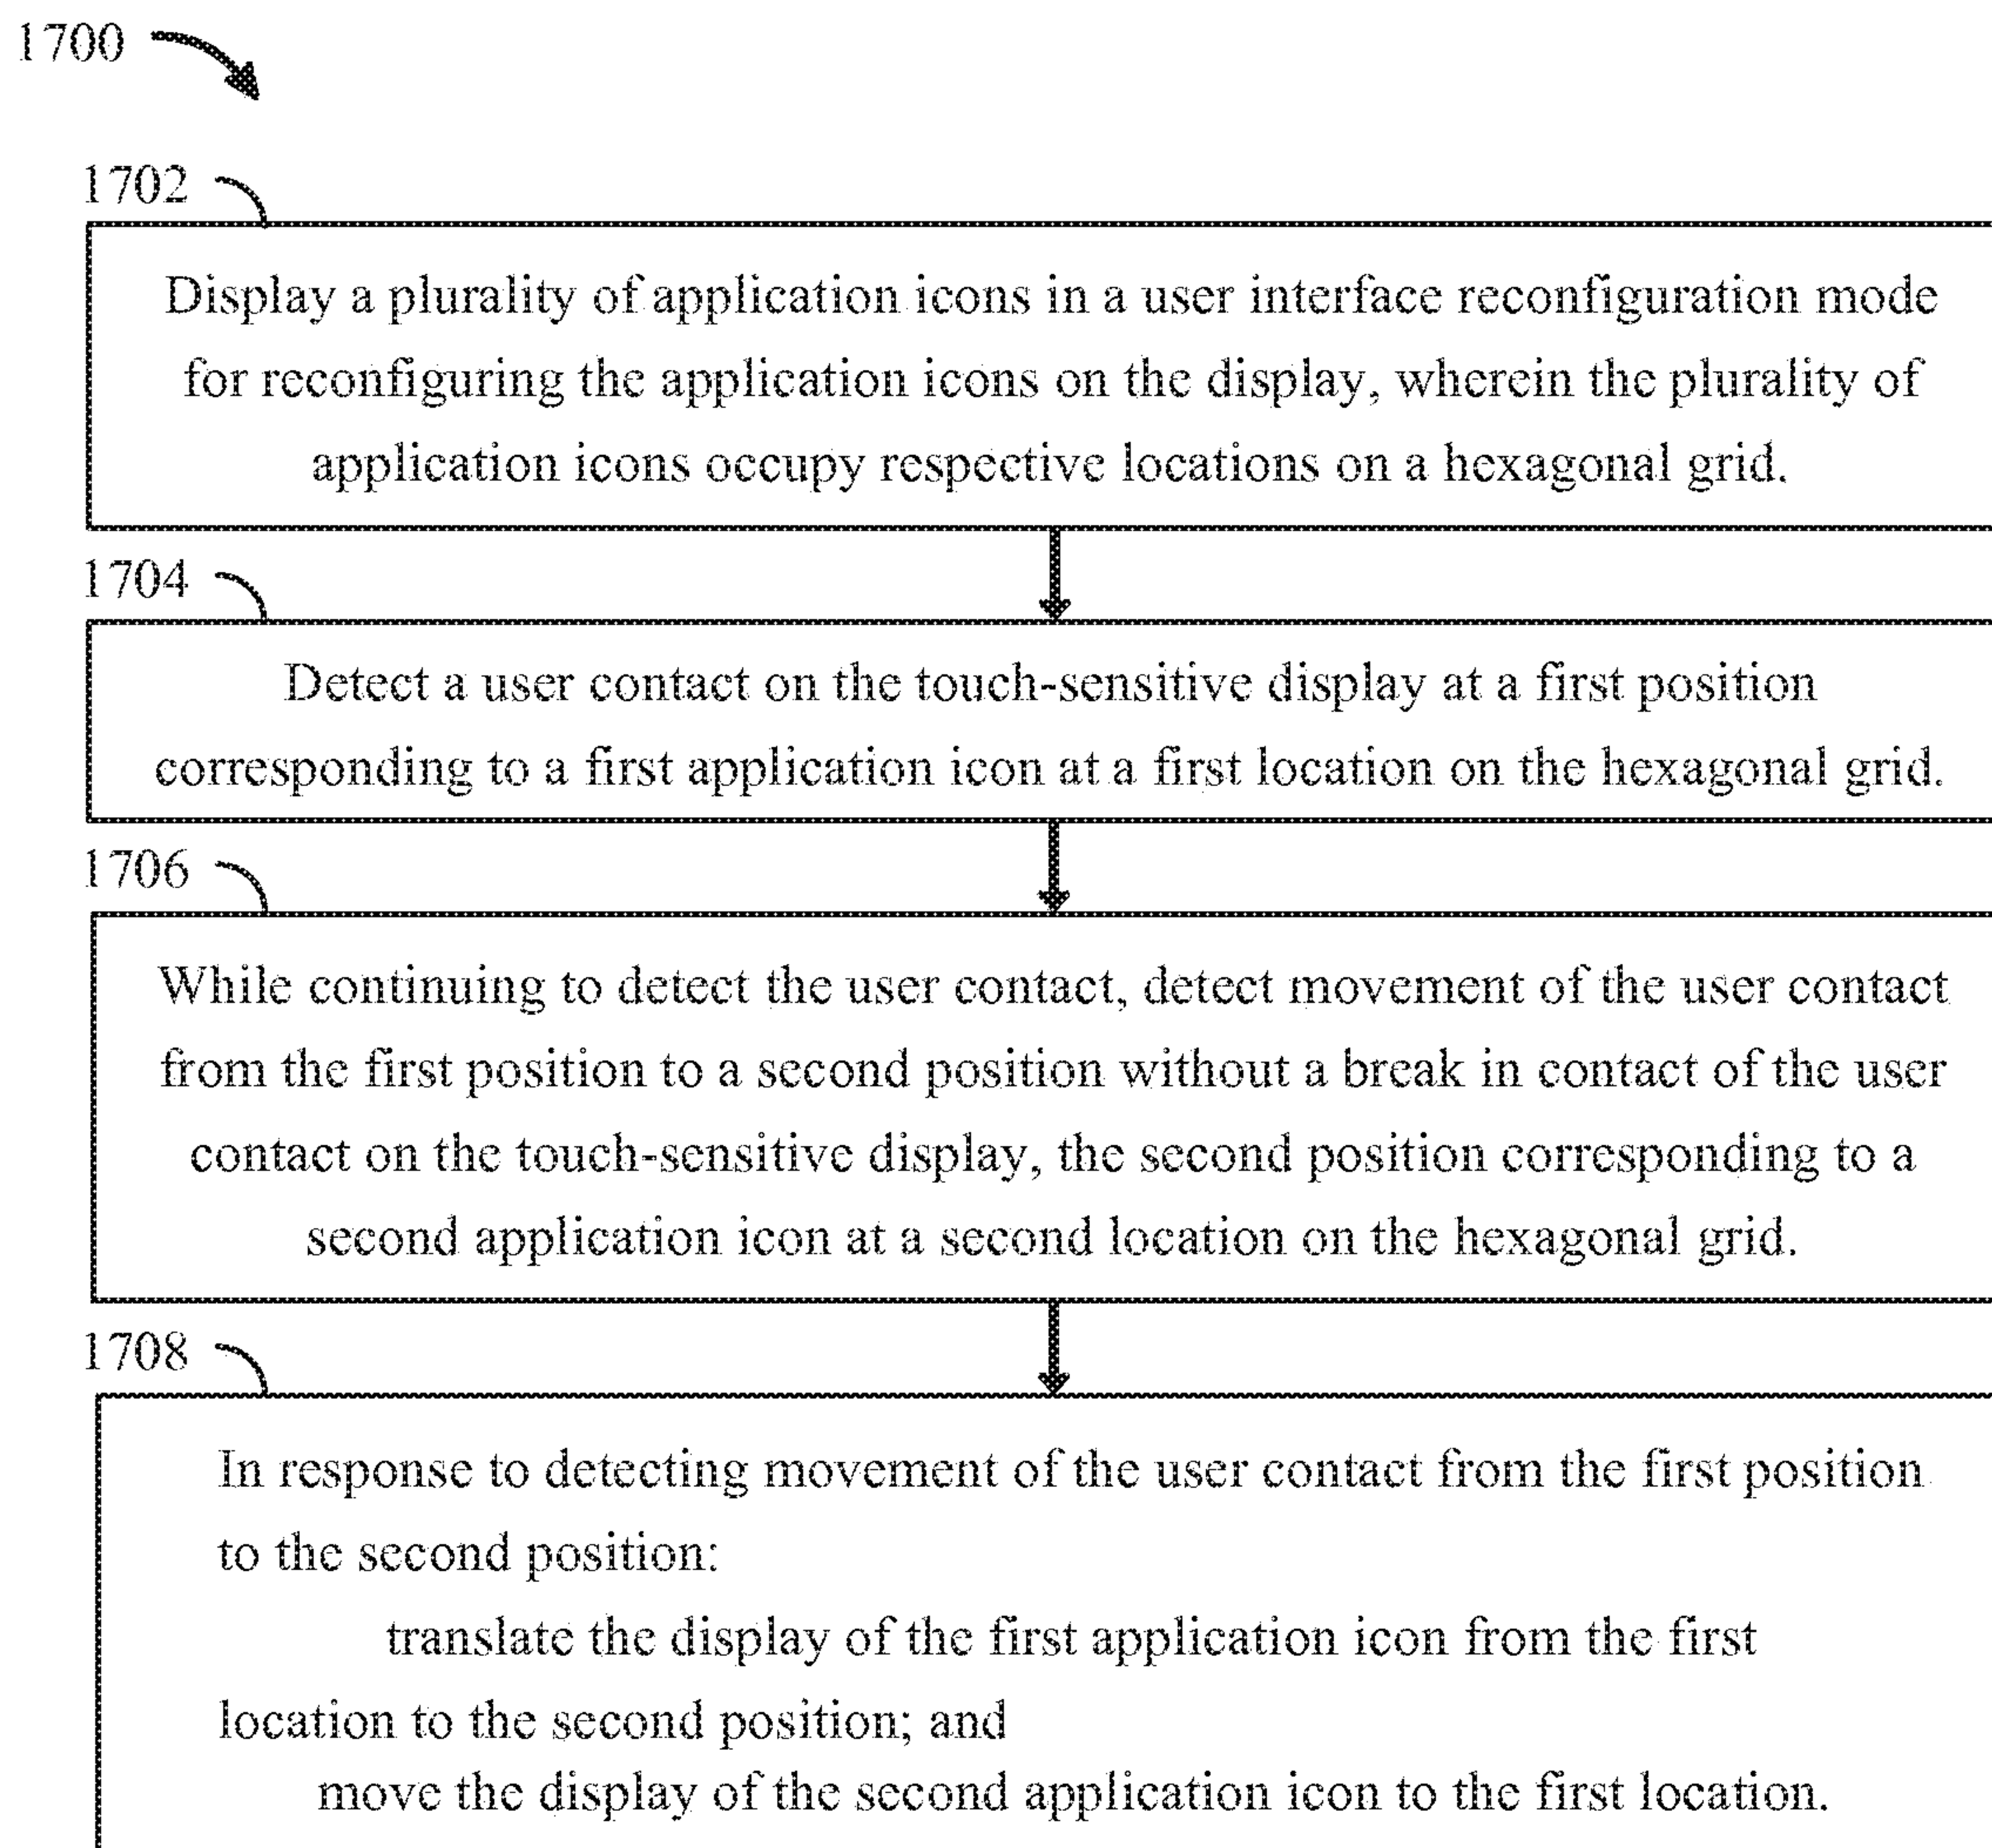 1700
1702
Display a plurality of application icons in a user interface reconfiguration mode
for reconfiguring the application icons on the display, wherein the plurality of
application icons occupy respective locations on a hexagonal grid.
1704
Detect a user contact on the touch-sensitive display at a first position
corresponding to a first application icon at a first location on the hexagonal grid.
1706
While continuing to detect the user contact, detect movement of the user contact
from the first position to a second position without a break in contact of the user
contact on the touch-sensitive display, the second position corresponding to a
second application icon at a second location on the hexagonal grid.
1708
In response to detecting movement of the user contact from the first position
to the second position:
translate the display of the first application icon from the first
location to the second position; and
move the display of the second application icon to the first location.